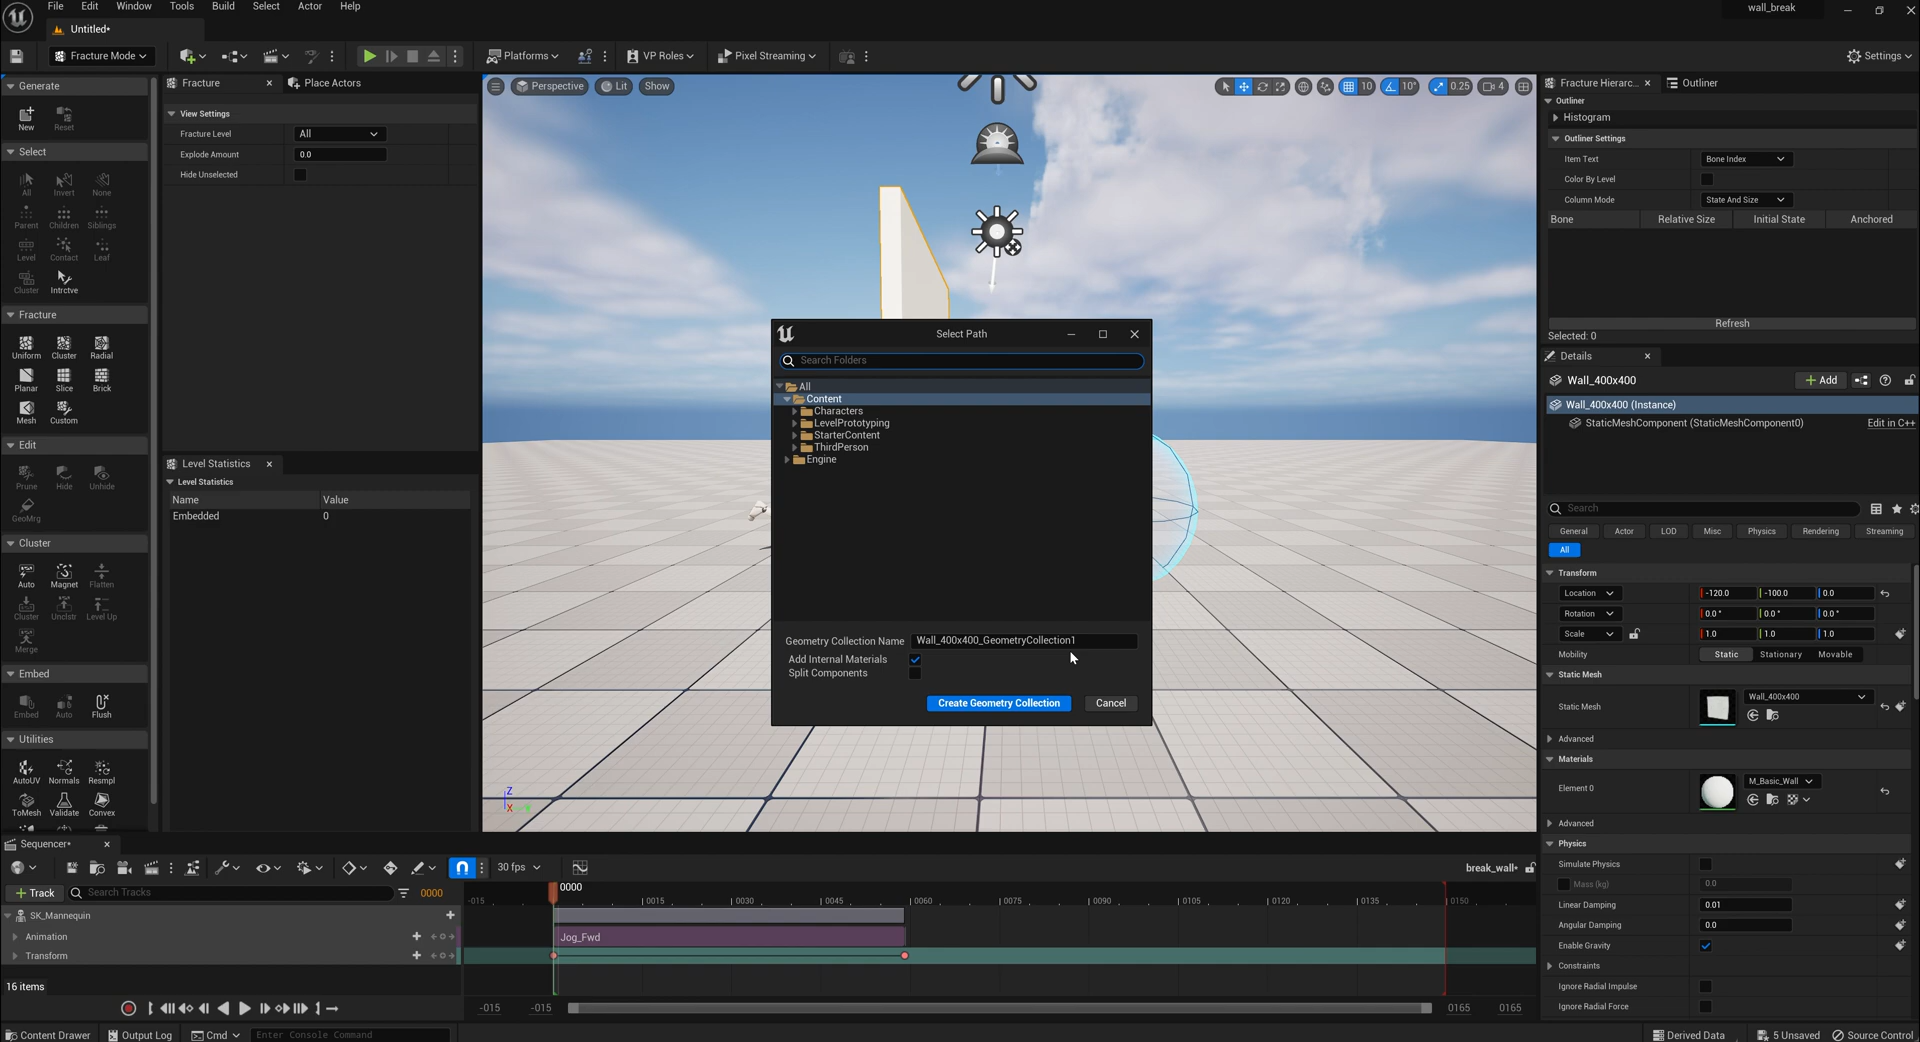 File Edit Window Tools Build Select Actor Help
wall_break
Untitled*
Fracture Mode
Platforms
VP Roles
Pixel Streaming
Settings
Generate
New Reset
Select
All Invert None
Parent Children Siblings
Level Contact Leaf
Cluster Intrctve
Fracture
Uniform Cluster Radial
Planar Slice Brick
Mesh Custom
Edit
Prune Hide Unhide
GeoMrg
Cluster
Auto Magnet Flatten
Cluster Unclstr Level Up
Merge
Embed
Embed Auto Flush
Utilities
AutoUV Normals Resmpl
ToMesh Validate Convex
Fracture Place Actors
View Settings
Fracture Level All
Explode Amount 0.0
Hide Unselected
Level Statistics
Level Statistics
Name Value
Embedded 0
Perspective Lit Show
10 10° 0.25 4
Select Path
Search Folders
All
Content
Characters
LevelPrototyping
StarterContent
ThirdPerson
Engine
Geometry Collection Name Wall_400x400_GeometryCollection1
Add Internal Materials
Split Components
Create Geometry Collection Cancel
Z
X
Fracture Hierarc... Outliner
Outliner
Histogram
Outliner Settings
Item Text Bone Index
Color By Level
Column Mode State And Size
Bone Relative Size Initial State Anchored
Refresh
Selected: 0
Details
Wall_400x400 Add
Wall_400x400 (Instance)
StaticMeshComponent (StaticMeshComponent0) Edit in C++
Search
General Actor LOD Misc Physics Rendering Streaming
All
Transform
Location -120.0 -100.0 0.0
Rotation 0.0° 0.0° 0.0°
Scale 1.0 1.0 1.0
Mobility Static Stationary Movable
Static Mesh
Static Mesh Wall_400x400
Advanced
Materials
Element 0 M_Basic_Wall
Advanced
Physics
Simulate Physics
Mass (kg) 0.0
Linear Damping 0.01
Angular Damping 0.0
Enable Gravity
Constraints
Ignore Radial Impulse
Ignore Radial Force
Sequencer*
30 fps
break_wall*
+ Track Search Tracks 0000
0000
-015 0015 0030 0045 0060 0075 0090 0105 0120 0135 0150
SK_Mannequin
Animation
Jog_Fwd
Transform
16 items
-015 -015 0165 0165
Content Drawer Output Log Cmd Enter Console Command
Derived Data 5 Unsaved Source Control